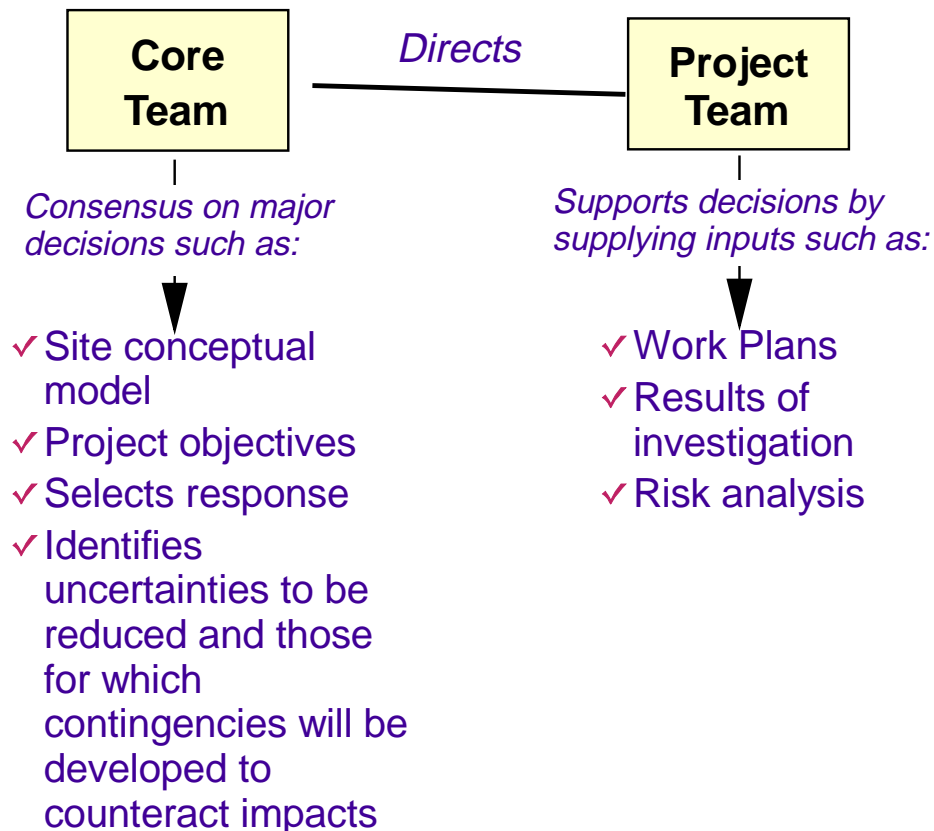 Core
Team
Directs
Project
Team
Consensus on major
decisions such as:
✓ Site conceptual
model
✓ Project objectives
✓ Selects response
✓ Identifies
uncertainties to be
reduced and those
for which
contingencies will be
developed to
counteract impacts
Supports decisions by
supplying inputs such as:
✓ Work Plans
✓ Results of
investigation
✓ Risk analysis